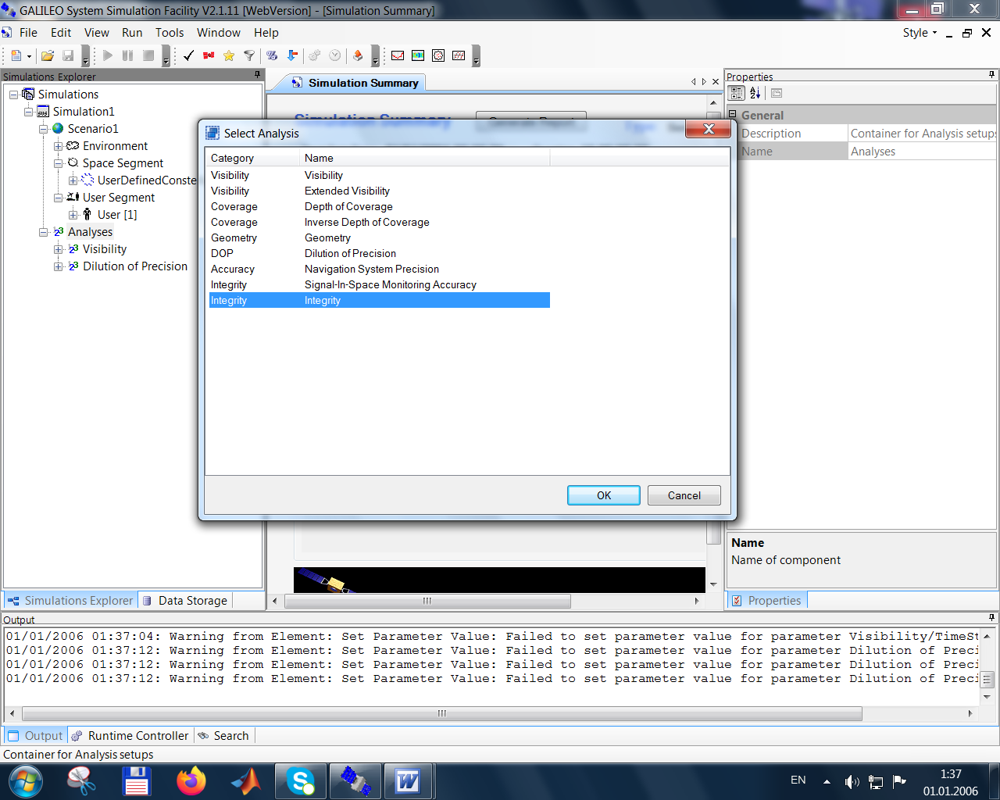 GALILEO System Simulation Facility V2.1.11 [WebVersion] - [Simulation Summary]
File Edit View Run Tools Window Help Style
Simulations Explorer
Simulations
Simulation1
Scenario1
Environment
Space Segment
UserDefinedConste
User Segment
User [1]
Analyses
Visibility
Dilution of Precision
Simulations Explorer Data Storage
Simulation Summary
Simulation Summary Generate Report
Select Analysis
Category Name
Visibility Visibility
Visibility Extended Visibility
Coverage Depth of Coverage
Coverage Inverse Depth of Coverage
Geometry Geometry
DOP Dilution of Precision
Accuracy Navigation System Precision
Integrity Signal-In-Space Monitoring Accuracy
Integrity Integrity
OK Cancel
Properties
General
Description Container for Analysis setups
Name Analyses
Name
Name of component
Properties
Output
01/01/2006 01:37:04: Warning from Element: Set Parameter Value: Failed to set parameter value for parameter Visibility/TimeSt
01/01/2006 01:37:12: Warning from Element: Set Parameter Value: Failed to set parameter value for parameter Dilution of Preci
01/01/2006 01:37:12: Warning from Element: Set Parameter Value: Failed to set parameter value for parameter Dilution of Preci
01/01/2006 01:37:12: Warning from Element: Set Parameter Value: Failed to set parameter value for parameter Dilution of Preci
Output Runtime Controller Search
Container for Analysis setups
EN 1:37
01.01.2006